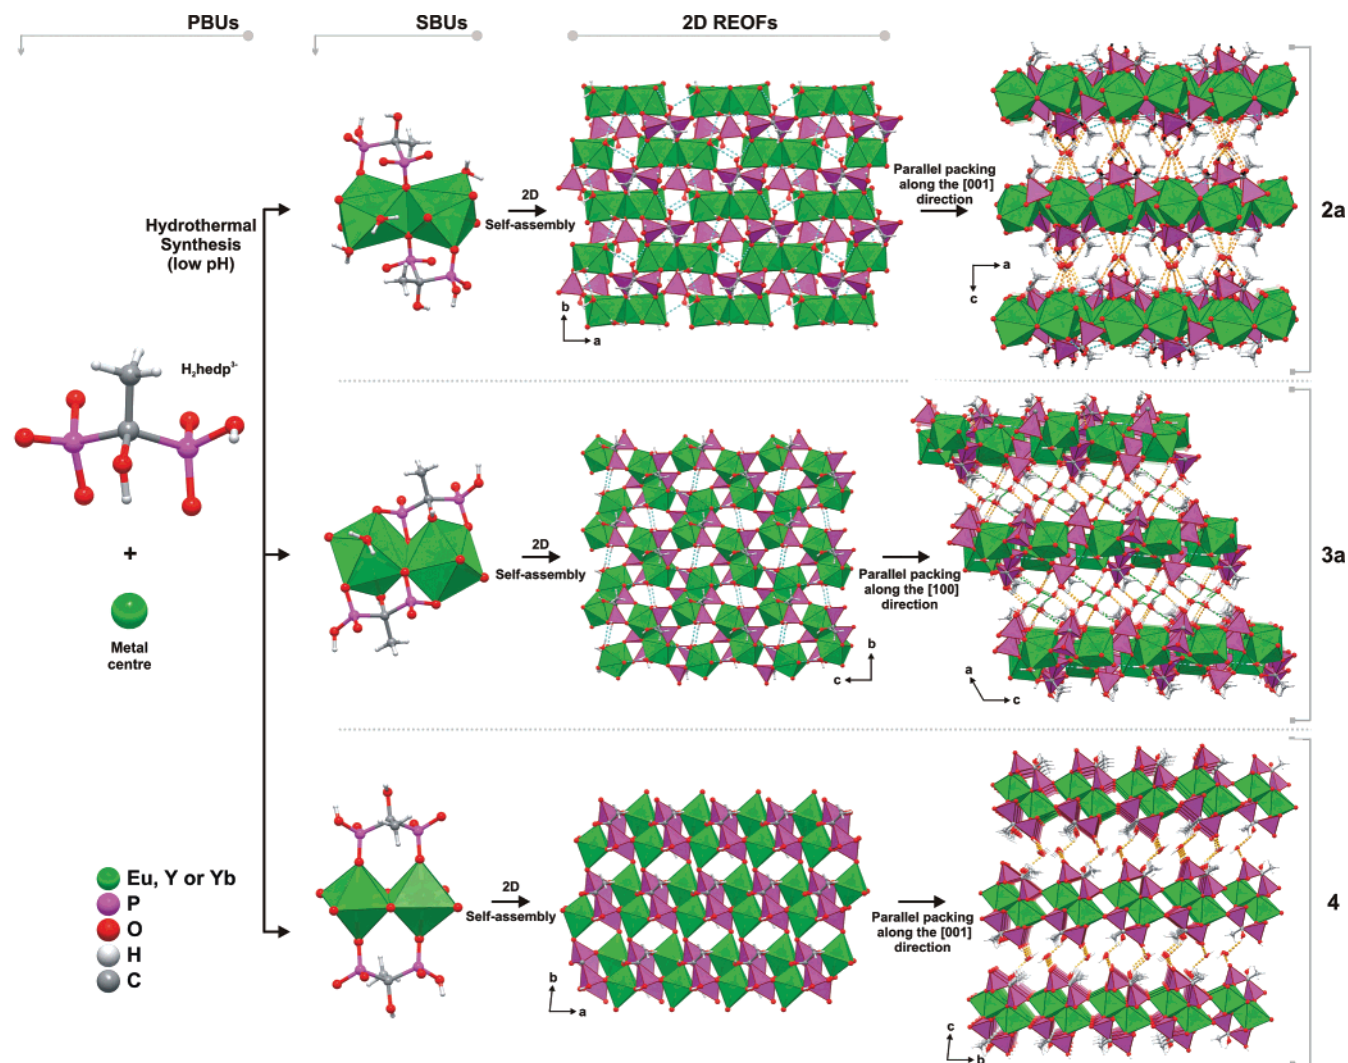 PBUs
SBUs
2D REOFs
Hydrothermal
Synthesis
(low pH)
2D
Self-assembly
b
a
Parallel packing
along the [001]
direction
a
c
2a
H₂hedp³⁻
+
Metal
centre
2D
Self-assembly
b
c
Parallel packing
along the [100]
direction
a
c
3a
Eu, Y or Yb
P
O
H
C
2D
Self-assembly
b
a
Parallel packing
along the [001]
direction
c
b
4